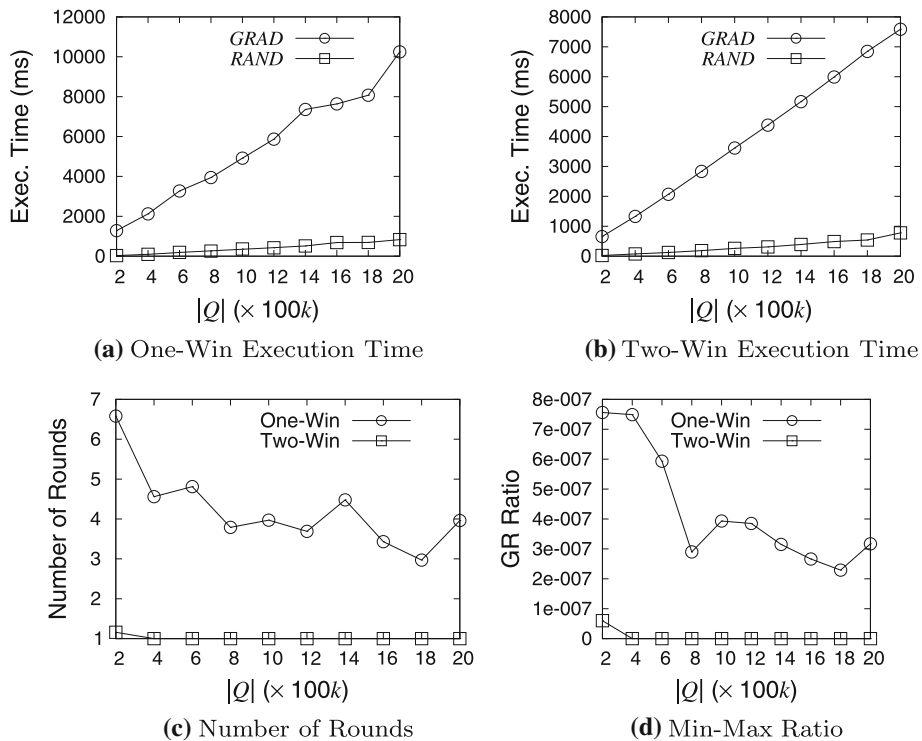 12000
10000
8000
6000
4000
2000
0
Exec. Time (ms)
GRAD
RAND
2 4 6 8 10 12 14 16 18 20
|Q| (× 100k)
(a) One-Win Execution Time
8000
7000
6000
5000
4000
3000
2000
1000
0
Exec. Time (ms)
GRAD
RAND
2 4 6 8 10 12 14 16 18 20
|Q| (× 100k)
(b) Two-Win Execution Time
7
6
5
4
3
2
1
Number of Rounds
One-Win
Two-Win
2 4 6 8 10 12 14 16 18 20
|Q| (× 100k)
(c) Number of Rounds
8e-007
7e-007
6e-007
5e-007
4e-007
3e-007
2e-007
1e-007
0
GR Ratio
One-Win
Two-Win
2 4 6 8 10 12 14 16 18 20
|Q| (× 100k)
(d) Min-Max Ratio